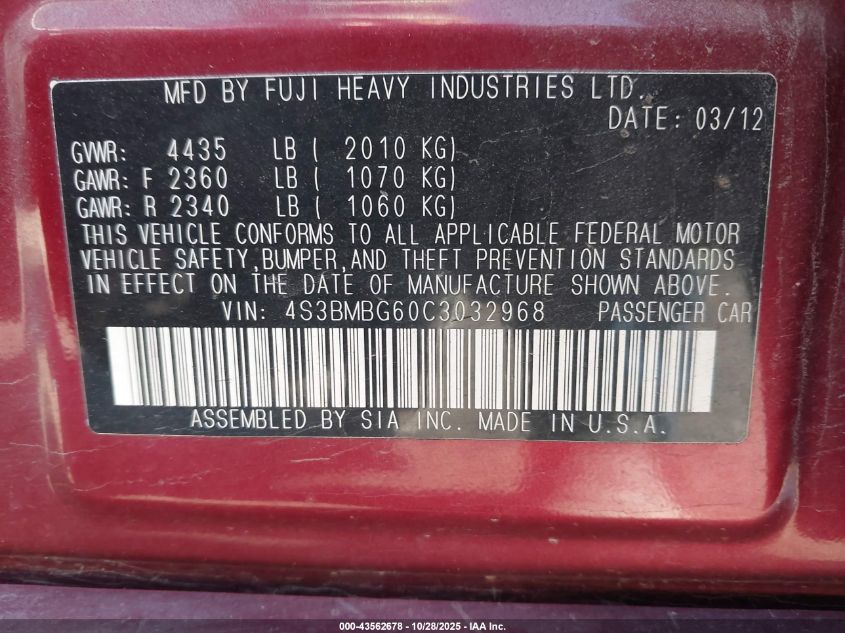 MFD BY FUJI HEAVY INDUSTRIES LTD.
DATE: 03/12
GVWR: 4435 LB ( 2010 KG)
GAWR: F 2360 LB ( 1070 KG)
GAWR: R 2340 LB ( 1060 KG)
THIS VEHICLE CONFORMS TO ALL APPLICABLE FEDERAL MOTOR
VEHICLE SAFETY,BUMPER,AND THEFT PREVENTION STANDARDS
IN EFFECT ON THE DATE OF MANUFACTURE SHOWN ABOVE.
VIN: 4S3BMBG60C3032968 PASSENGER CAR
ASSEMBLED BY SIA INC. MADE IN U.S.A.
000-43562678 | 10/28/2025 | IAA Inc.